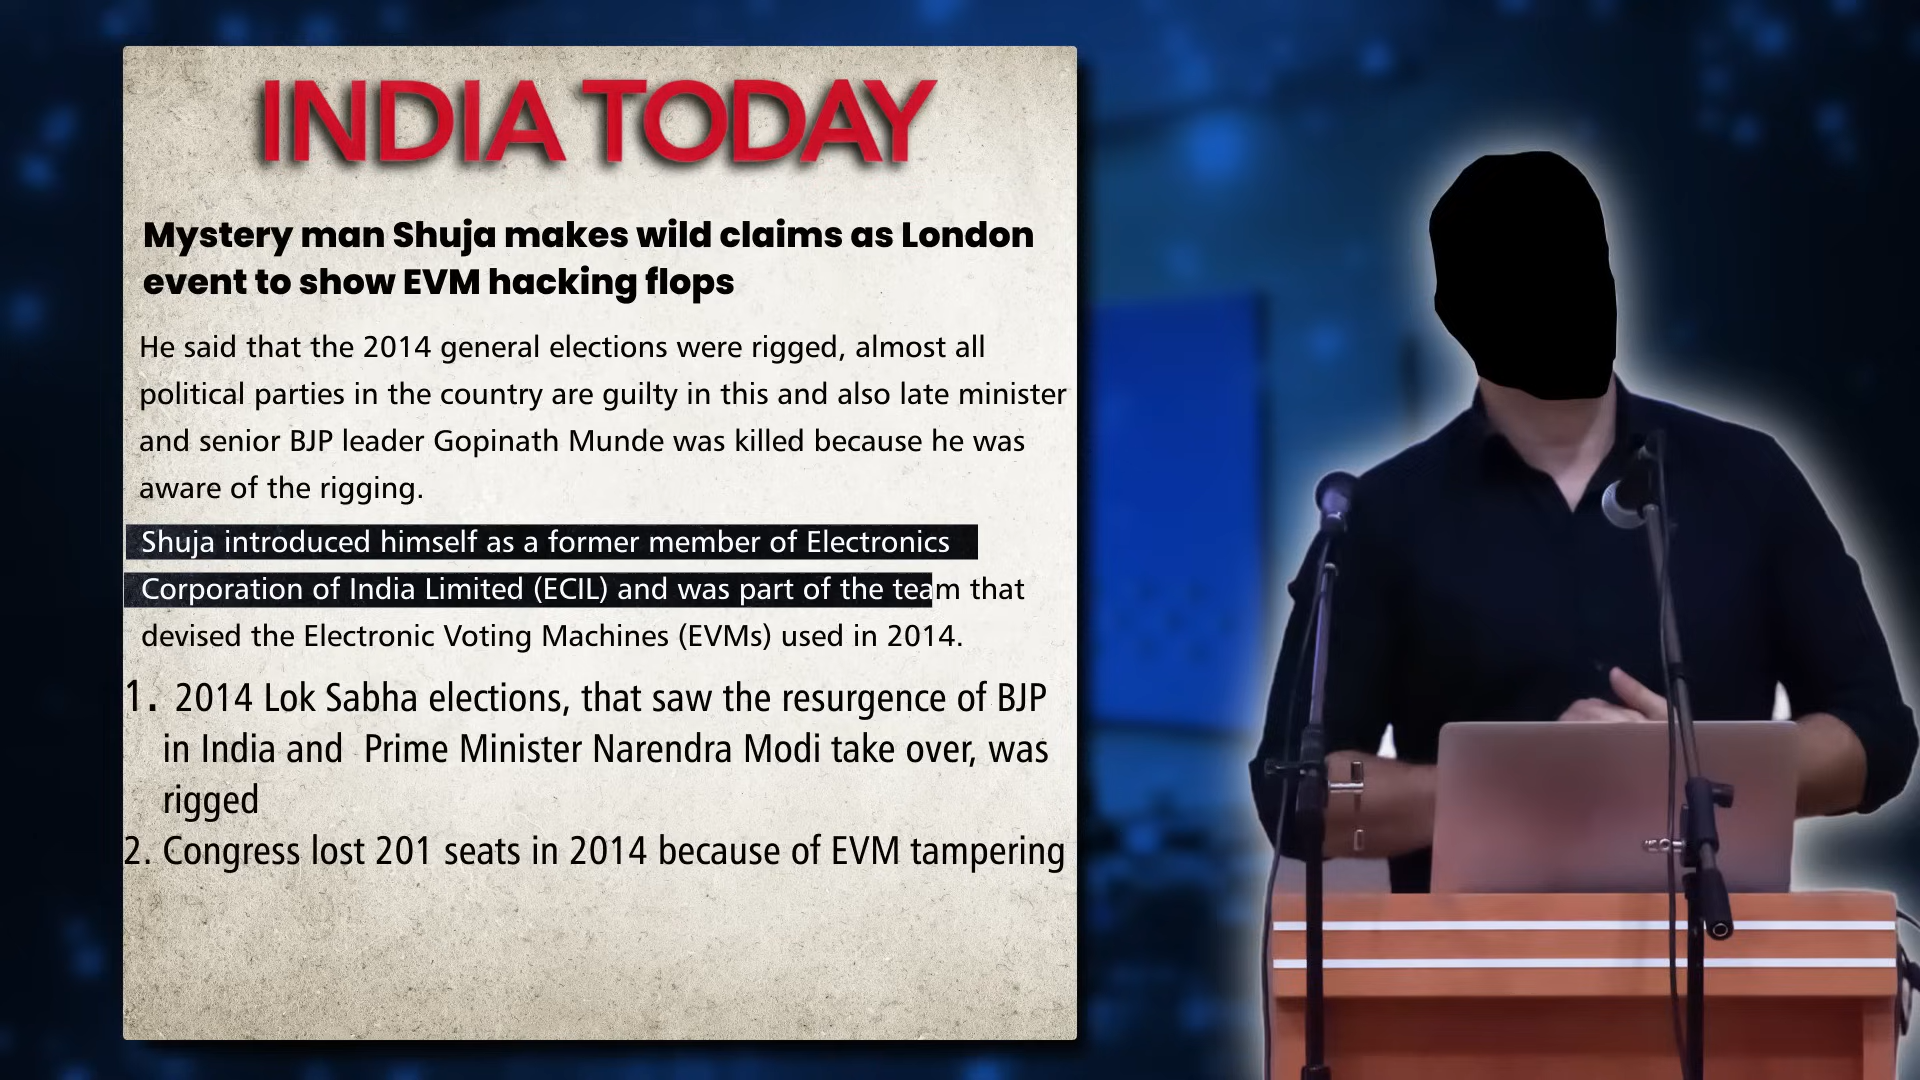 INDIA TODAY
Mystery man Shuja makes wild claims as London
event to show EVM hacking flops
He said that the 2014 general elections were rigged, almost all
political parties in the country are guilty in this and also late minister
and senior BJP leader Gopinath Munde was killed because he was
aware of the rigging.
Shuja introduced himself as a former member of Electronics
Corporation of India Limited (ECIL) and was part of the team that
devised the Electronic Voting Machines (EVMs) used in 2014.
1. 2014 Lok Sabha elections, that saw the resurgence of BJP
in India and Prime Minister Narendra Modi take over, was
rigged
2. Congress lost 201 seats in 2014 because of EVM tampering